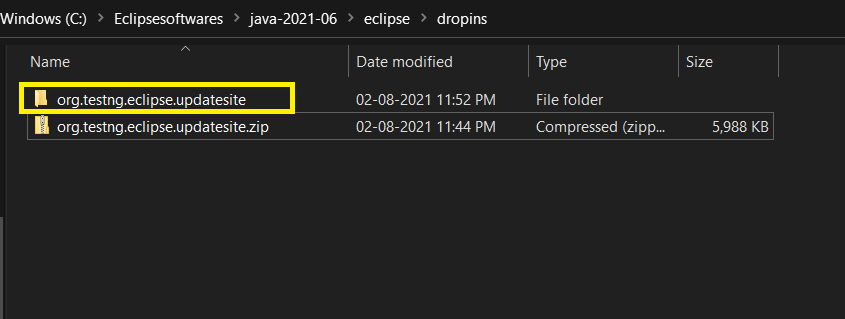 Windows (C:) > Eclipsesoftwares > java-2021-06 > eclipse > dropins
Name Date modified Type Size
org.testng.eclipse.updatesite 02-08-2021 11:52 PM File folder
org.testng.eclipse.updatesite.zip 02-08-2021 11:44 PM Compressed (zipp... 5,988 KB